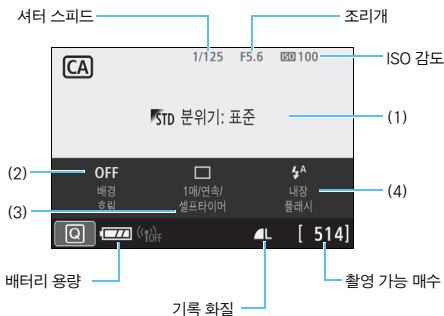 셔터 스피드
조리개
1/125 F5.6 ISO 100
ISO 감도
CA
STD 분위기: 표준
(1)
(2)
OFF
A
배경
흐림
1매/연속/
셀프타이머
내장
플래시
(3)
(4)
Q
OFF
L
[ 514]
배터리 용량
기록 화질
촬영 가능 매수